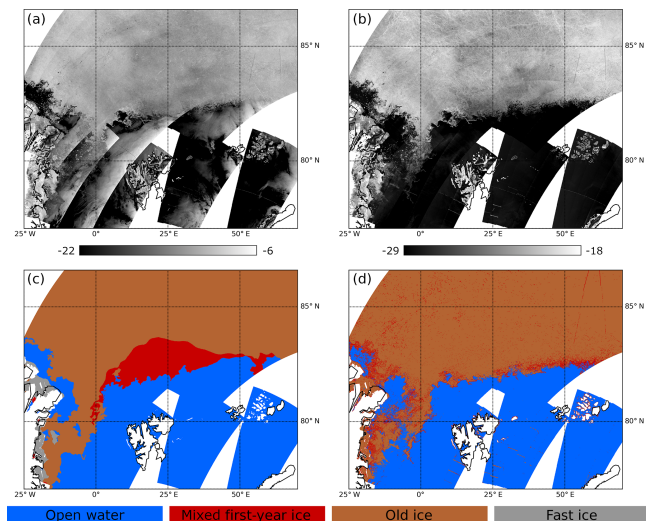 (a)
(b)
85° N
85° N
80° N
80° N
25° W 0° 25° E 50° E
25° W 0° 25° E 50° E
-22 -6
-29 -18
(c)
(d)
85° N
85° N
80° N
80° N
25° W 0° 25° E 50° E
25° W 0° 25° E 50° E
Open water Mixed first-year ice Old ice Fast ice